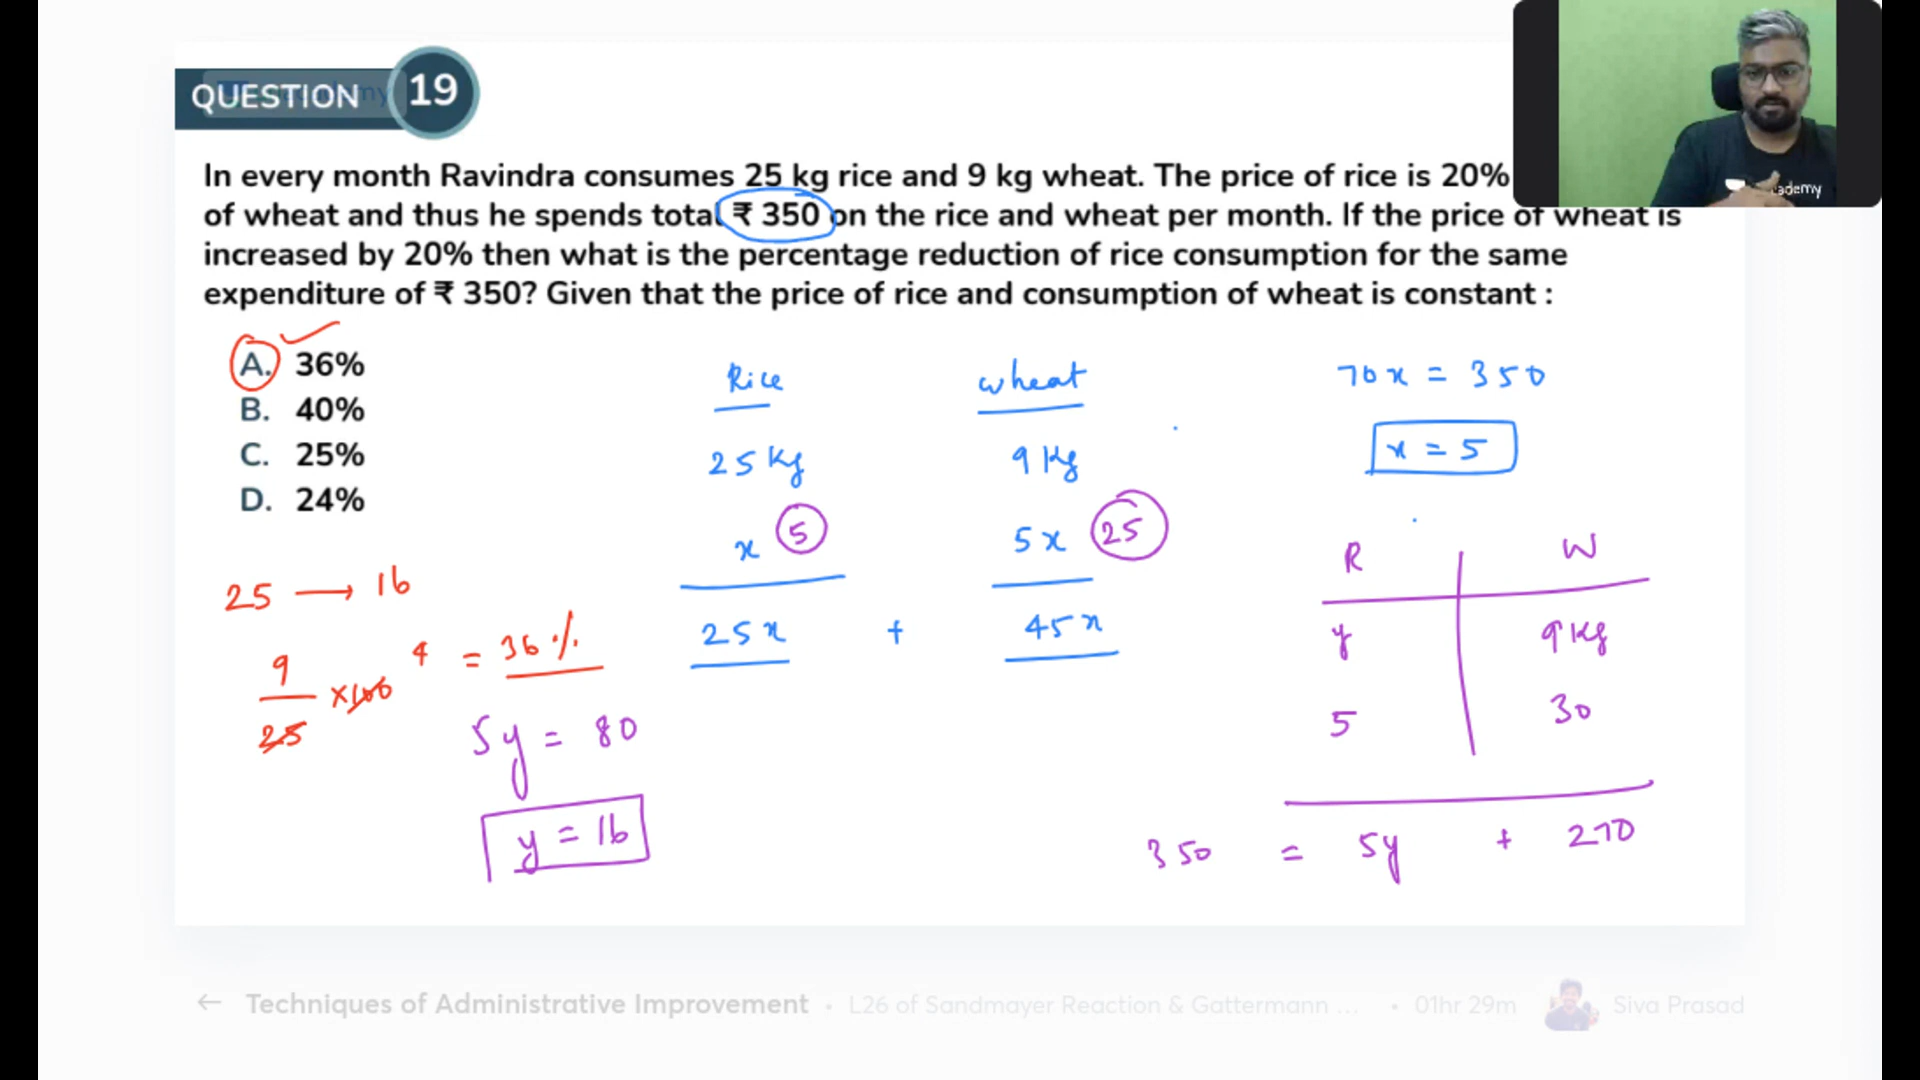 QUESTION 19
In every month Ravindra consumes 25 kg rice and 9 kg wheat. The price of rice is 20%
of wheat and thus he spends total ₹ 350 on the rice and wheat per month. If the price of wheat is
increased by 20% then what is the percentage reduction of rice consumption for the same
expenditure of ₹ 350? Given that the price of rice and consumption of wheat is constant :
A. 36%
B. 40%
C. 25%
D. 24%
Rice wheat
25 kg 9 kg
x 5 5x 25
25x + 45x
70x = 350
x = 5
R W
y 9 kg
5 30
350 = 5y + 270
25 → 16
9/25 ×100 4 = 36%
5y = 80
y = 16
← Techniques of Administrative Improvement • L26 of Sandmayer Reaction & Gattermann ... • 01hr 29m Siva Prasad